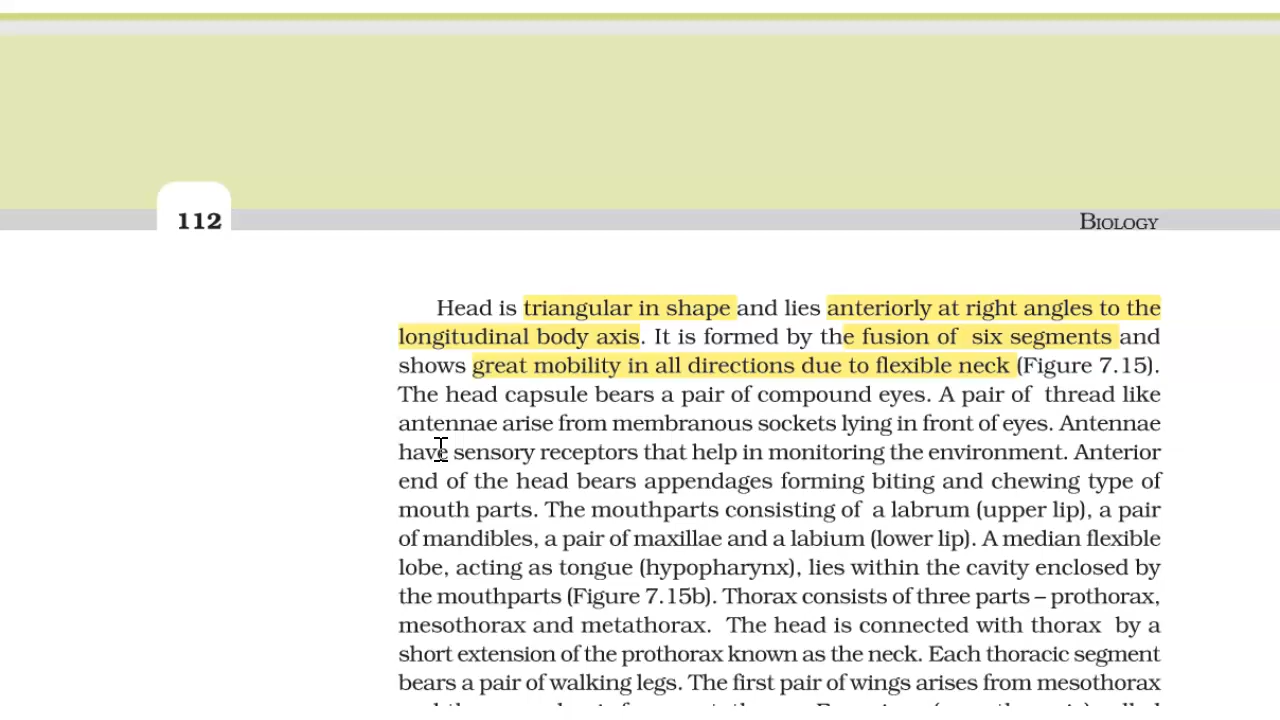 112
BIOLOGY
Head is triangular in shape and lies anteriorly at right angles to the
longitudinal body axis. It is formed by the fusion of six segments and
shows great mobility in all directions due to flexible neck (Figure 7.15).
The head capsule bears a pair of compound eyes. A pair of thread like
antennae arise from membranous sockets lying in front of eyes. Antennae
have sensory receptors that help in monitoring the environment. Anterior
end of the head bears appendages forming biting and chewing type of
mouth parts. The mouthparts consisting of a labrum (upper lip), a pair
of mandibles, a pair of maxillae and a labium (lower lip). A median flexible
lobe, acting as tongue (hypopharynx), lies within the cavity enclosed by
the mouthparts (Figure 7.15b). Thorax consists of three parts – prothorax,
mesothorax and metathorax. The head is connected with thorax by a
short extension of the prothorax known as the neck. Each thoracic segment
bears a pair of walking legs. The first pair of wings arises from mesothorax